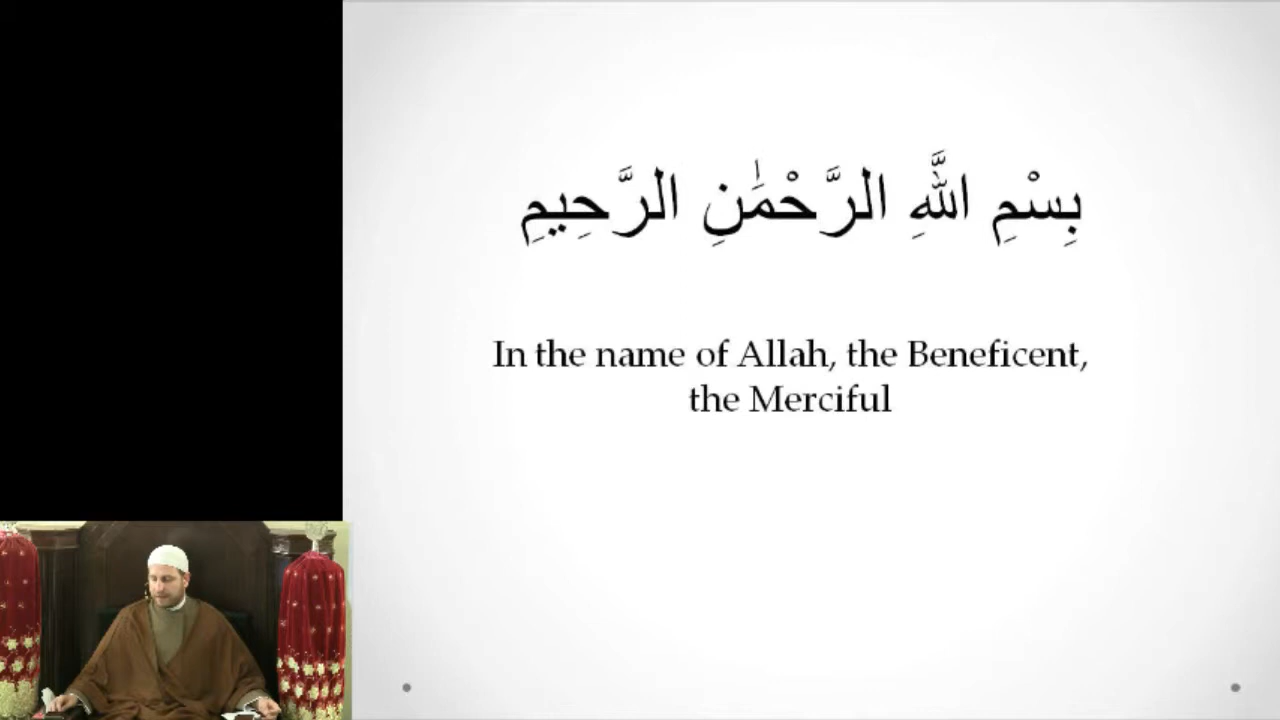 بِسْمِ اللَّهِ الرَّحْمَٰنِ الرَّحِيمِ
In the name of Allah, the Beneficent,
the Merciful